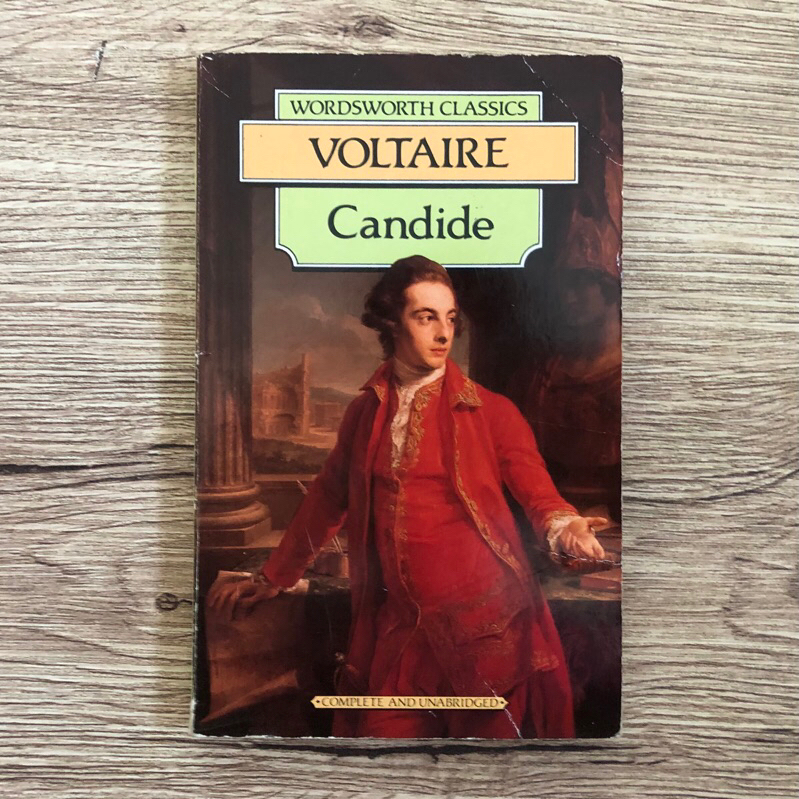 WORDSWORTH CLASSICS
VOLTAIRE
Candide
COMPLETE AND UNABRIDGED